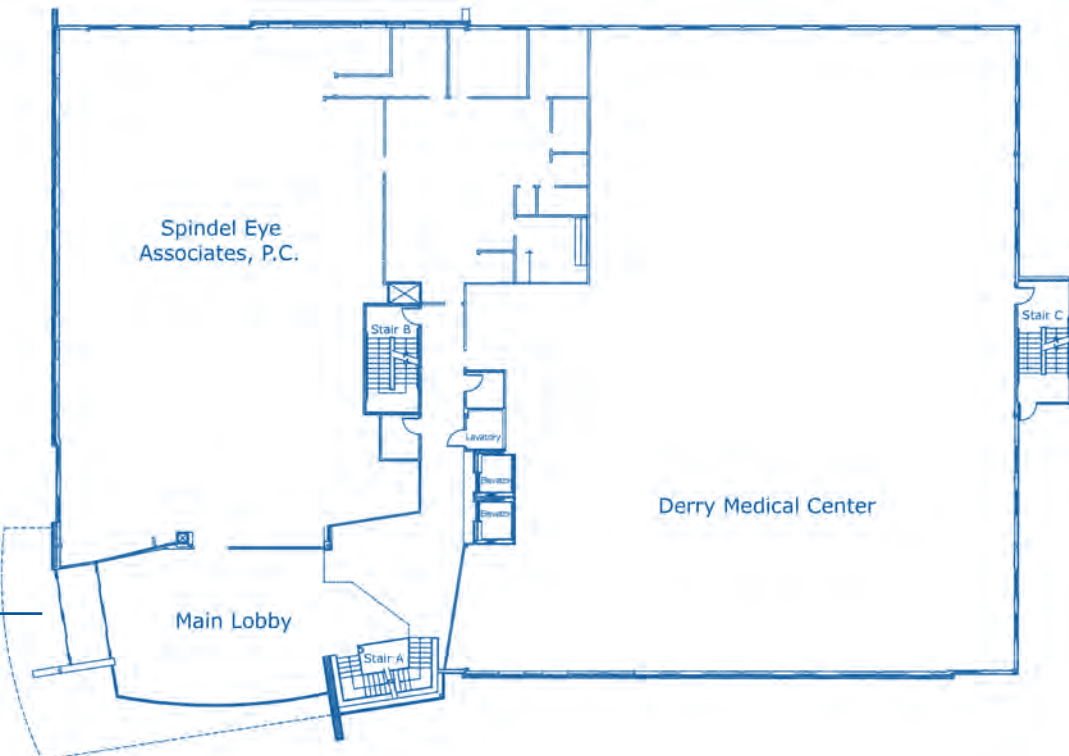 Spindel Eye
Associates, P.C.
Stair B
Stair C
Lavatory
Elevator
Elevator
Derry Medical Center
Main Lobby
Stair A